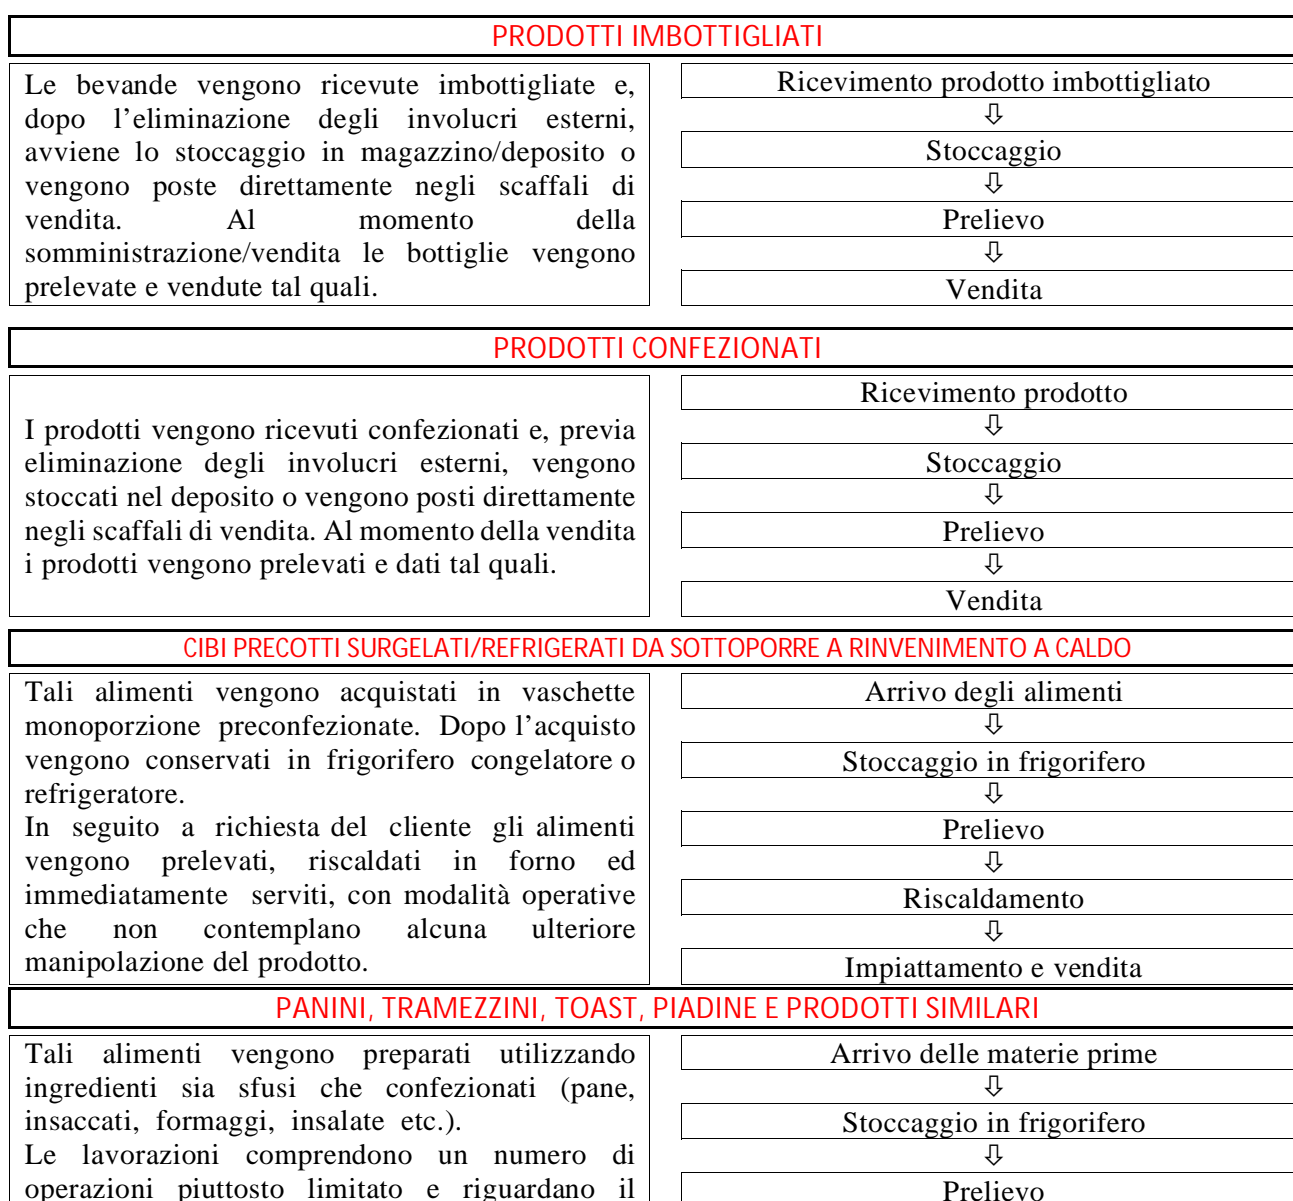 PRODOTTI IMBOTTIGLIATI
Le bevande vengono ricevute imbottigliate e,
dopo l’eliminazione degli involucri esterni,
avviene lo stoccaggio in magazzino/deposito o
vengono poste direttamente negli scaffali di
vendita. Al momento della
somministrazione/vendita le bottiglie vengono
prelevate e vendute tal quali.
Ricevimento prodotto imbottigliato
⇩
Stoccaggio
⇩
Prelievo
⇩
Vendita
PRODOTTI CONFEZIONATI
I prodotti vengono ricevuti confezionati e, previa
eliminazione degli involucri esterni, vengono
stoccati nel deposito o vengono posti direttamente
negli scaffali di vendita. Al momento della vendita
i prodotti vengono prelevati e dati tal quali.
Ricevimento prodotto
⇩
Stoccaggio
⇩
Prelievo
⇩
Vendita
CIBI PRECOTTI SURGELATI/REFRIGERATI DA SOTTOPORRE A RINVENIMENTO A CALDO
Tali alimenti vengono acquistati in vaschette
monoporzione preconfezionate. Dopo l’acquisto
vengono conservati in frigorifero congelatore o
refrigeratore.
In seguito a richiesta del cliente gli alimenti
vengono prelevati, riscaldati in forno ed
immediatamente serviti, con modalità operative
che non contemplano alcuna ulteriore
manipolazione del prodotto.
Arrivo degli alimenti
⇩
Stoccaggio in frigorifero
⇩
Prelievo
⇩
Riscaldamento
⇩
Impiattamento e vendita
PANINI, TRAMEZZINI, TOAST, PIADINE E PRODOTTI SIMILARI
Tali alimenti vengono preparati utilizzando
ingredienti sia sfusi che confezionati (pane,
insaccati, formaggi, insalate etc.).
Le lavorazioni comprendono un numero di
operazioni piuttosto limitato e riguardano il
Arrivo delle materie prime
⇩
Stoccaggio in frigorifero
⇩
Prelievo